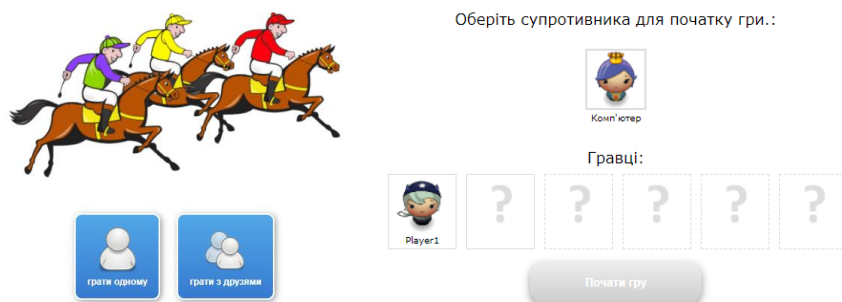 Оберіть супротивника для початку гри.:
Комп'ютер
Гравці:
Player1
? ? ? ? ?
грати одному
грати з друзями
Почати гру